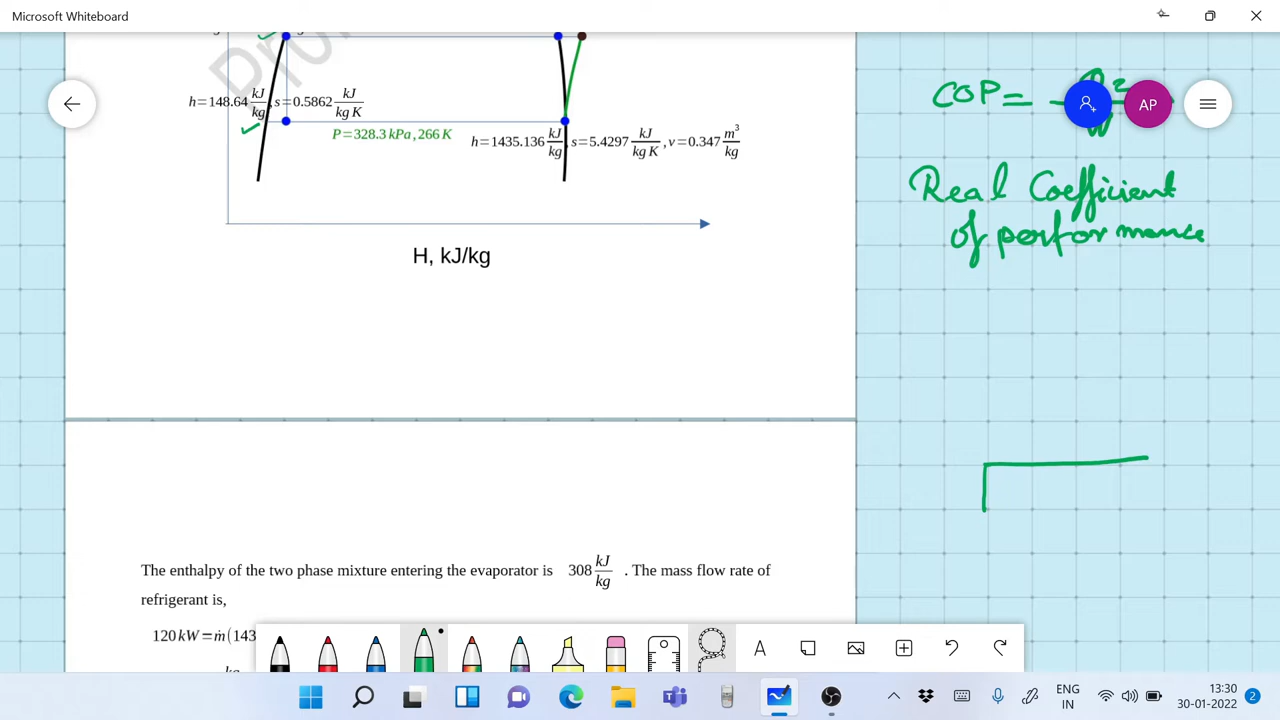 Microsoft Whiteboard
h=148.64 kJ/kg, s=0.5862 kJ/kg K
P=328.3 kPa, 266 K
h=1435.136 kJ/kg, s=5.4297 kJ/kg K, v=0.347 m³/kg
H, kJ/kg
COP= -
AP
Real Coefficient
of performance
The enthalpy of the two phase mixture entering the evaporator is 308 kJ/kg . The mass flow rate of
refrigerant is,
120 kW = ṁ(143
A
ENG
IN
13:30
30-01-2022
2